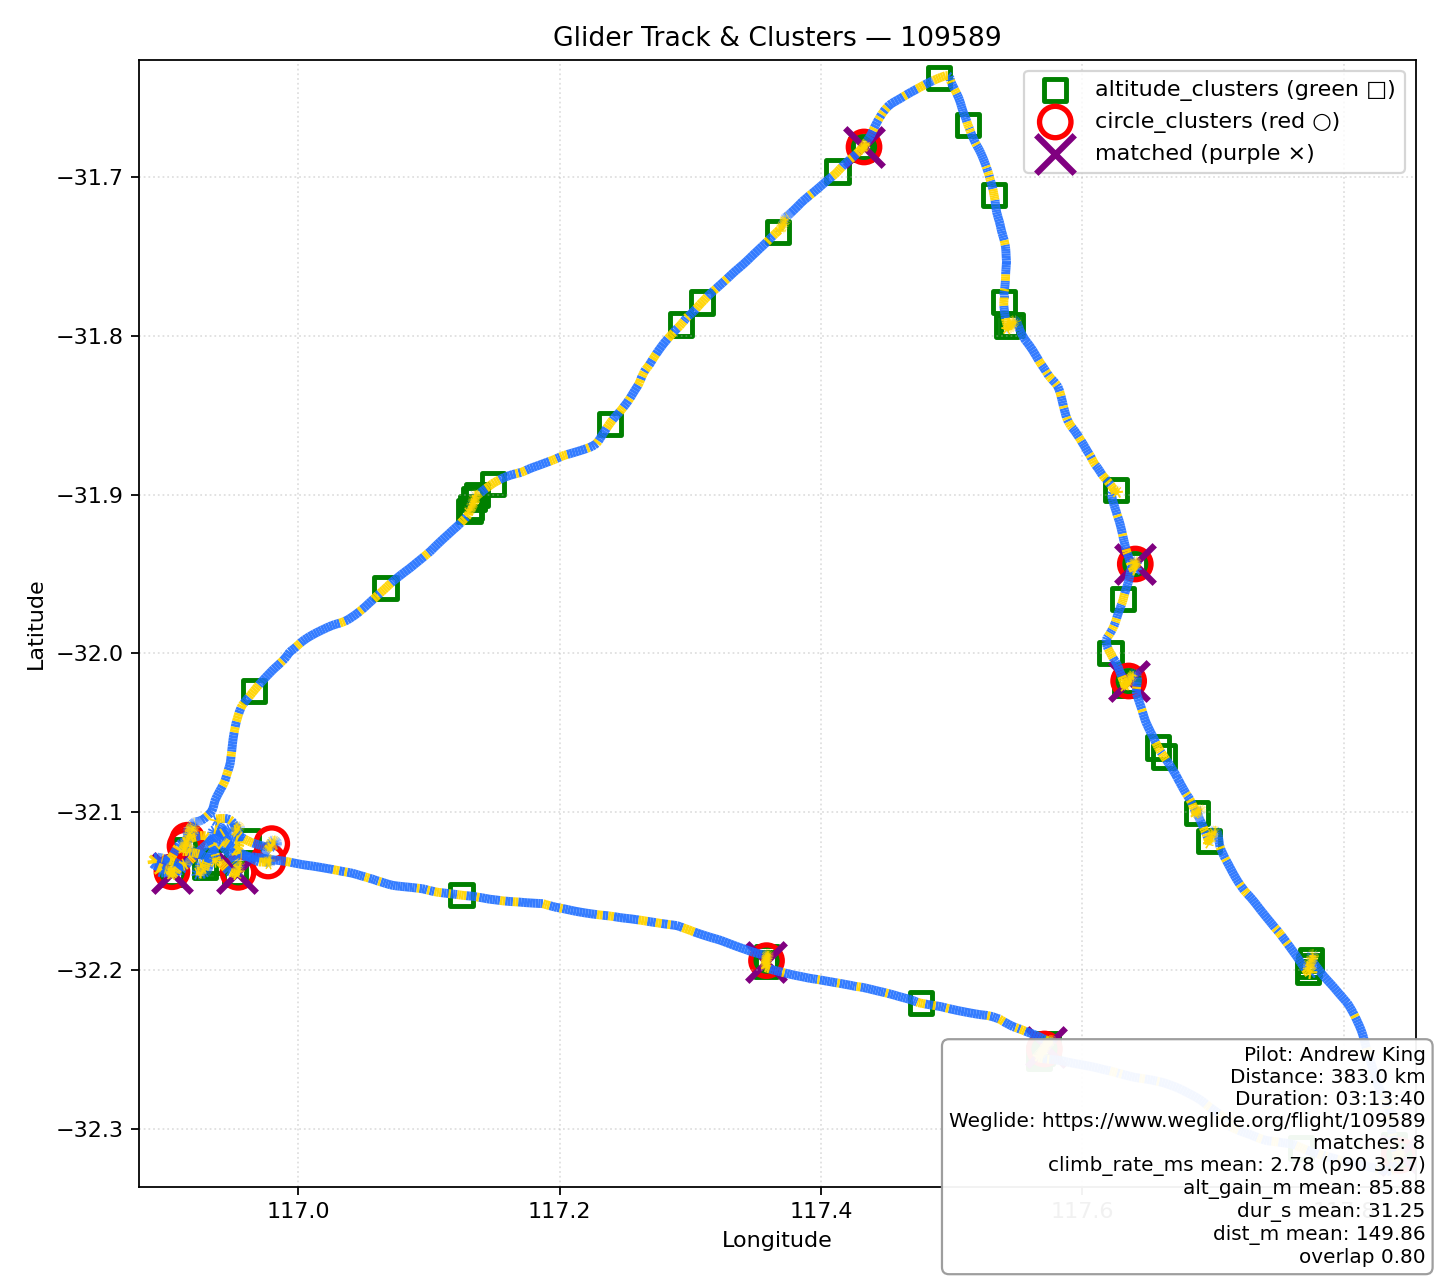 Glider Track & Clusters — 109589
altitude_clusters (green □)
circle_clusters (red ○)
matched (purple ×)
−31.7
−31.8
−31.9
−32.0
−32.1
−32.2
−32.3
Latitude
117.0
117.2
117.4
117.6
Longitude
Pilot: Andrew King
Distance: 383.0 km
Duration: 03:13:40
Weglide: https://www.weglide.org/flight/109589
matches: 8
climb_rate_ms mean: 2.78 (p90 3.27)
alt_gain_m mean: 85.88
dur_s mean: 31.25
dist_m mean: 149.86
overlap 0.80